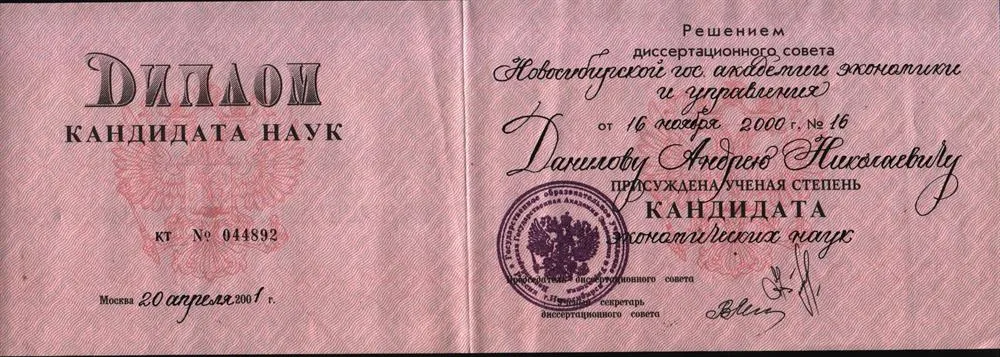 ДИПЛОМ
КАНДИДАТА НАУК
КТ № 044892
Москва 20 апреля 2001 г.
Решением
диссертационного совета
Новосибирской гос. академии экономики
и управления
от 16 ноября 2000 г. № 16
Данилову Андрею Николаевичу
ПРИСУЖДЕНА УЧЕНАЯ СТЕПЕНЬ
КАНДИДАТА
экономических наук
Председатель диссертационного совета
Ученый секретарь
диссертационного совета